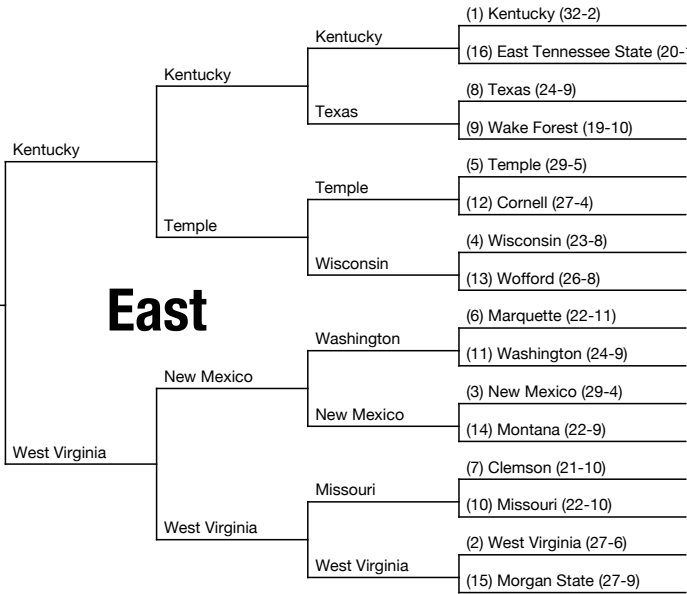 (1) Kentucky (32-2)
Kentucky
(16) East Tennessee State
Kentucky
(8) Texas (24-9)
Texas
(9) Wake Forest (19-10)
Kentucky
(5) Temple (29-5)
Temple
(12) Cornell (27-4)
Temple
(4) Wisconsin (23-8)
Wisconsin
(13) Wofford (26-8)
East
(6) Marquette (22-11)
Washington
(11) Washington (24-9)
New Mexico
(3) New Mexico (29-4)
New Mexico
(14) Montana (22-9)
West Virginia
(7) Clemson (21-10)
Missouri
(10) Missouri (22-10)
West Virginia
(2) West Virginia (27-6)
West Virginia
(15) Morgan State (27-9)